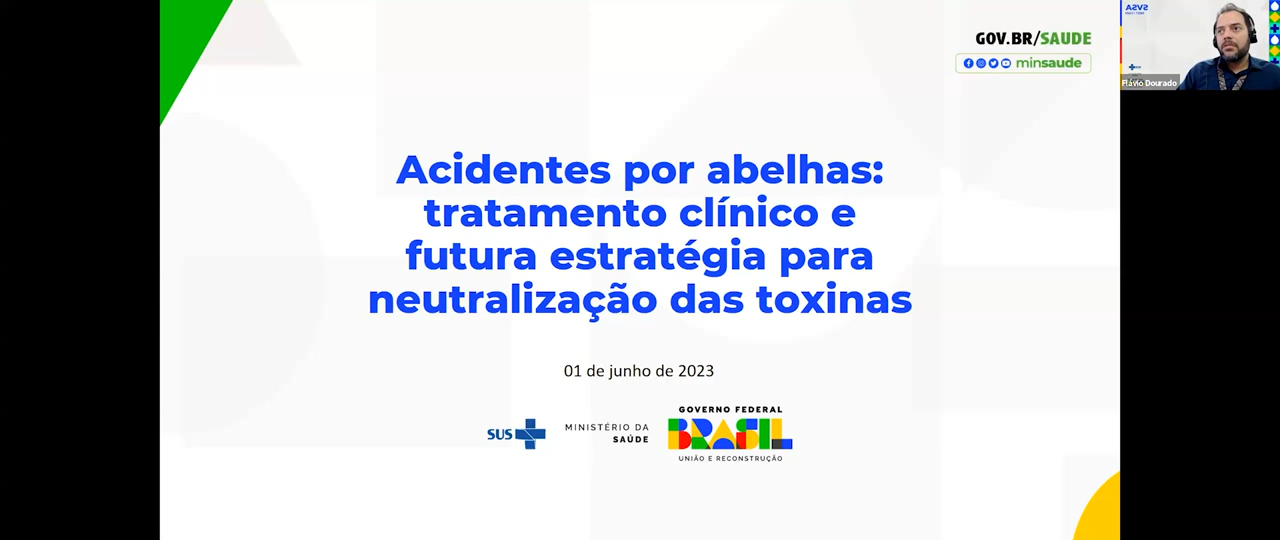 GOV.BR/SAUDE
minsaude
Acidentes por abelhas:
tratamento clínico e
futura estratégia para
neutralização das toxinas
01 de junho de 2023
SUS
MINISTÉRIO DA
SAÚDE
GOVERNO FEDERAL
BRASIL
UNIÃO E RECONSTRUÇÃO
Flávio Dourado